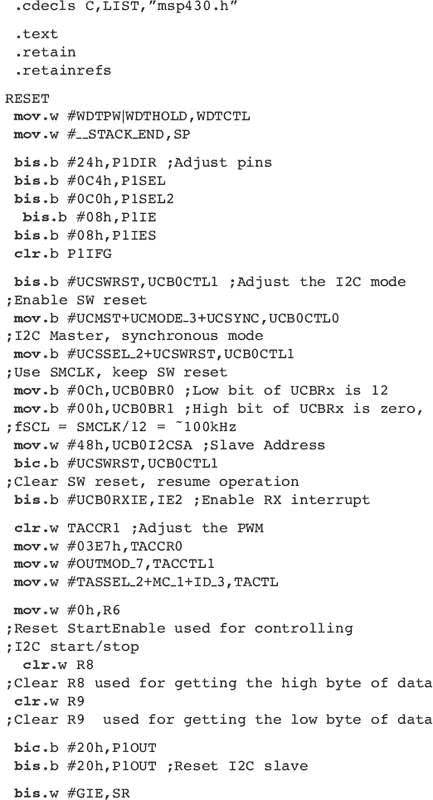 .cdecls C,LIST,”msp430.h”
.text
.retain
.retainrefs
RESET
mov.w #WDTPW|WDTHOLD,WDTCTL
mov.w #__STACK_END,SP
bis.b #24h,P1DIR ;Adjust pins
bis.b #0C4h,P1SEL
bis.b #0C0h,P1SEL2
bis.b #08h,P1IE
bis.b #08h,P1IES
clr.b P1IFG
bis.b #UCSWRST,UCB0CTL1 ;Adjust the I2C mode
;Enable SW reset
mov.b #UCMST+UCMODE_3+UCSYNC,UCB0CTL0
;I2C Master, synchronous mode
mov.b #UCSSEL_2+UCSWRST,UCB0CTL1
;Use SMCLK, keep SW reset
mov.b #0Ch,UCB0BR0 ;Low bit of UCBRx is 12
mov.b #00h,UCB0BR1 ;High bit of UCBRx is zero,
;fSCL = SMCLK/12 = ~100kHz
mov.w #48h,UCB0I2CSA ;Slave Address
bic.b #UCSWRST,UCB0CTL1
;Clear SW reset, resume operation
bis.b #UCB0RXIE,IE2 ;Enable RX interrupt
clr.w TACCR1 ;Adjust the PWM
mov.w #03E7h,TACCR0
mov.w #OUTMOD_7,TACCTL1
mov.w #TASSEL_2+MC_1+ID_3,TACTL
mov.w #0h,R6
;Reset StartEnable used for controlling
;I2C start/stop
clr.w R8
;Clear R8 used for getting the high byte of data
clr.w R9
;Clear R9  used for getting the low byte of data
bic.b #20h,P1OUT
bis.b #20h,P1OUT ;Reset I2C slave
bis.w #GIE,SR